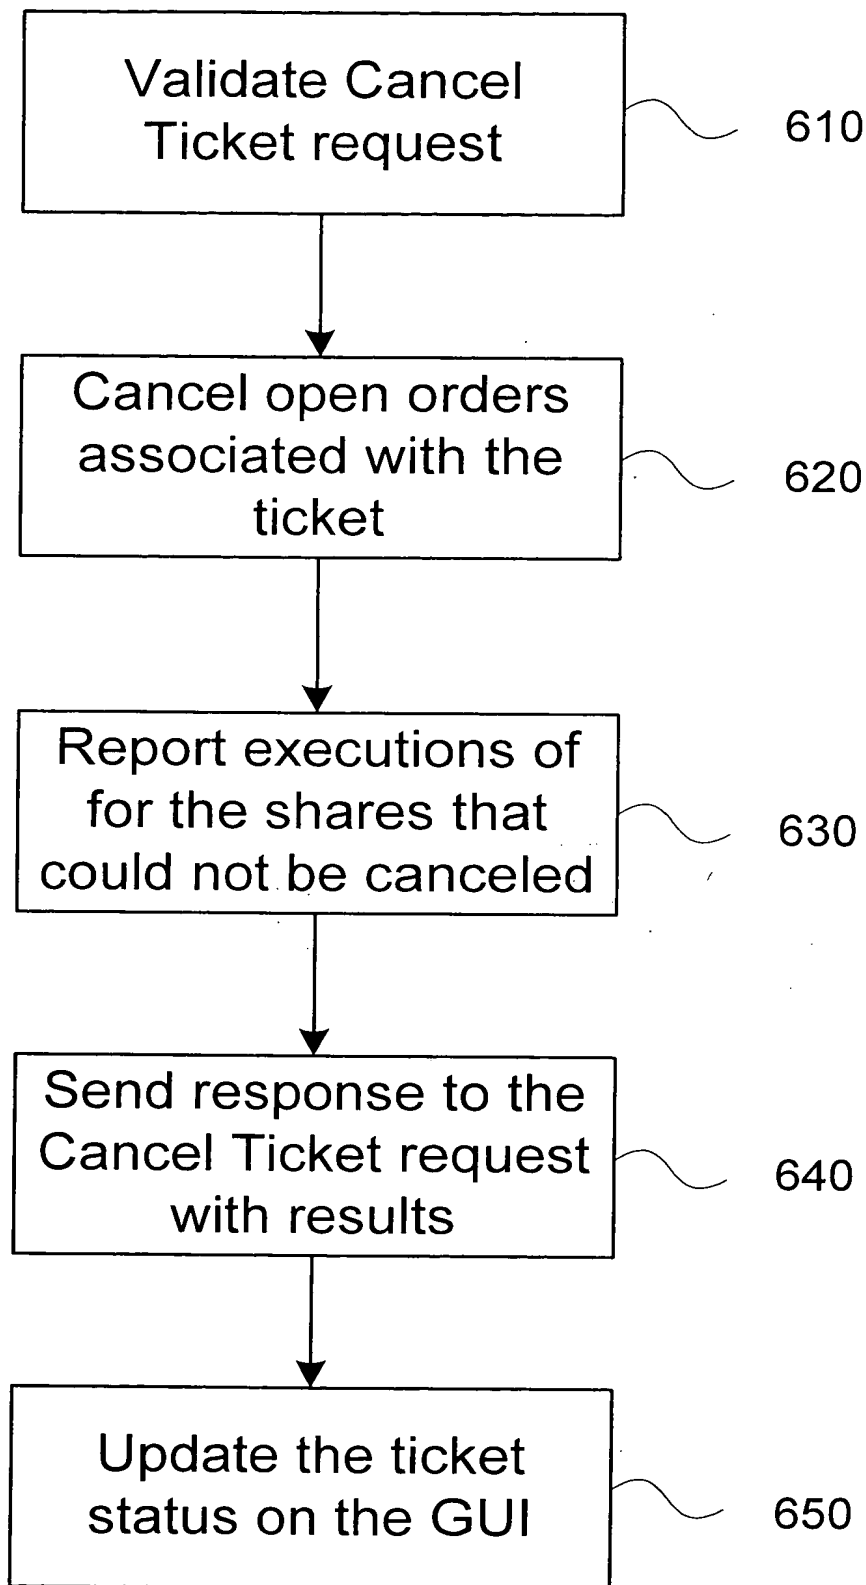 Validate Cancel
Ticket request
610
Cancel open orders
associated with the
ticket
620
Report executions of
for the shares that
could not be canceled
630
Send response to the
Cancel Ticket request
with results
640
Update the ticket
status on the GUI
650